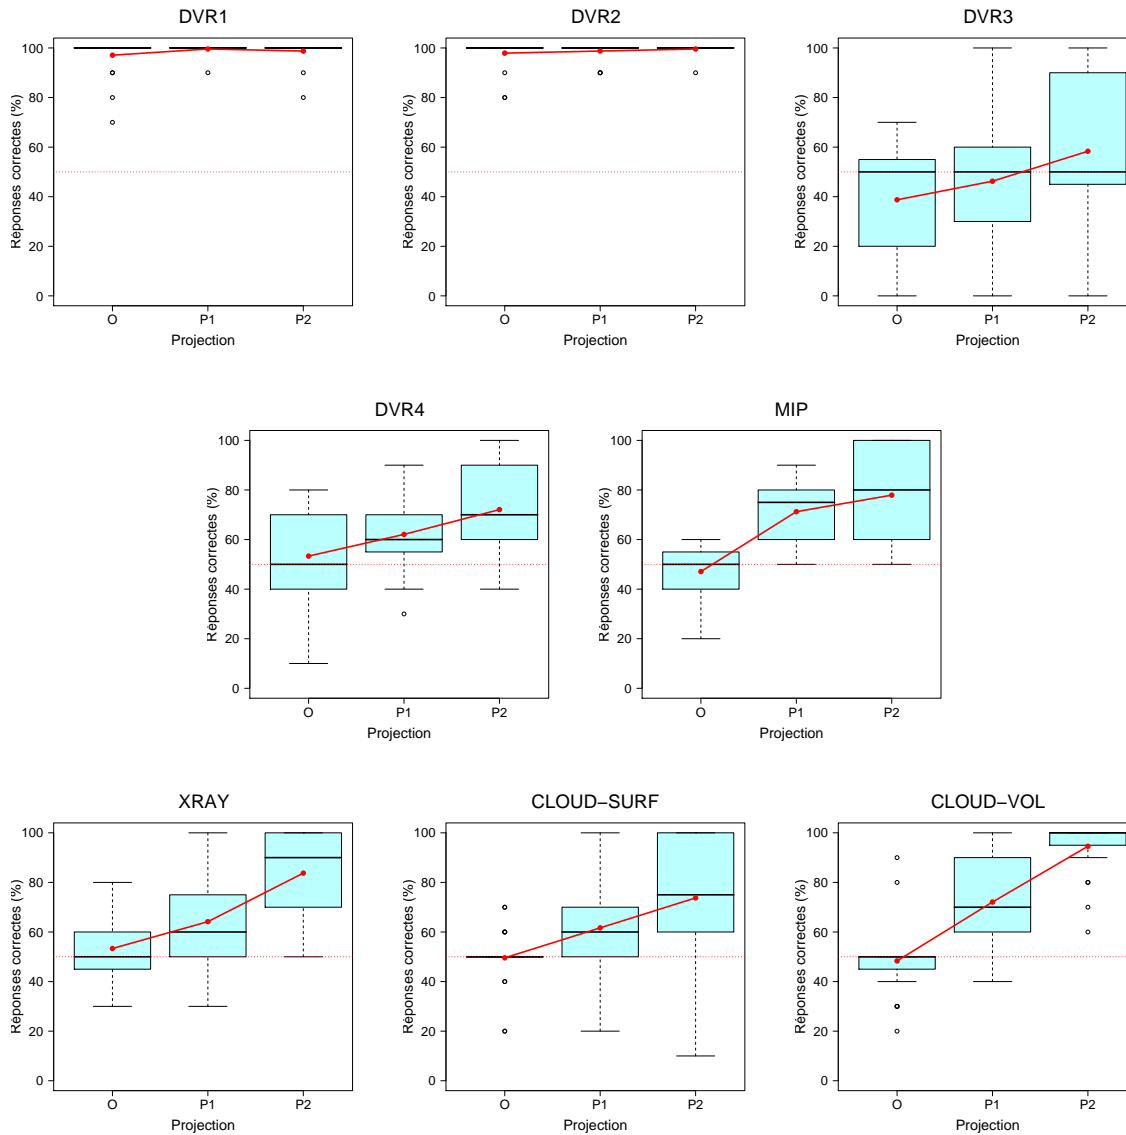 DVR1
Réponses correctes (%)
100
80
60
40
20
0
O P1 P2
Projection
DVR2
Réponses correctes (%)
100
80
60
40
20
0
O P1 P2
Projection
DVR3
Réponses correctes (%)
100
80
60
40
20
0
O P1 P2
Projection
DVR4
Réponses correctes (%)
100
80
60
40
20
0
O P1 P2
Projection
MIP
Réponses correctes (%)
100
80
60
40
20
0
O P1 P2
Projection
XRAY
Réponses correctes (%)
100
80
60
40
20
0
O P1 P2
Projection
CLOUD−SURF
Réponses correctes (%)
100
80
60
40
20
0
O P1 P2
Projection
CLOUD−VOL
Réponses correctes (%)
100
80
60
40
20
0
O P1 P2
Projection